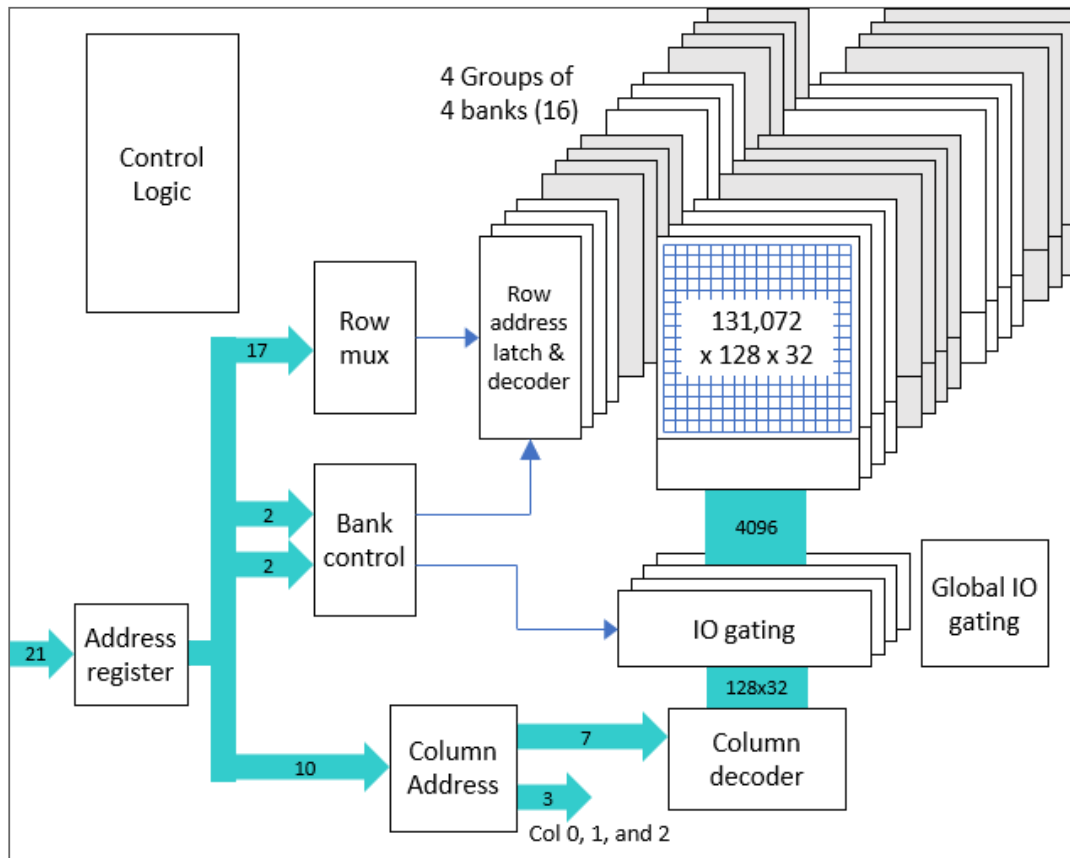 4 Groups of
4 banks (16)
Control
Logic
Row
mux
Row
address
latch &
decoder
131,072
x 128 x 32
17
2
2
Bank
control
4096
IO gating
Global IO
gating
21
Address
register
128x32
10
Column
Address
7
3
Col 0, 1, and 2
Column
decoder